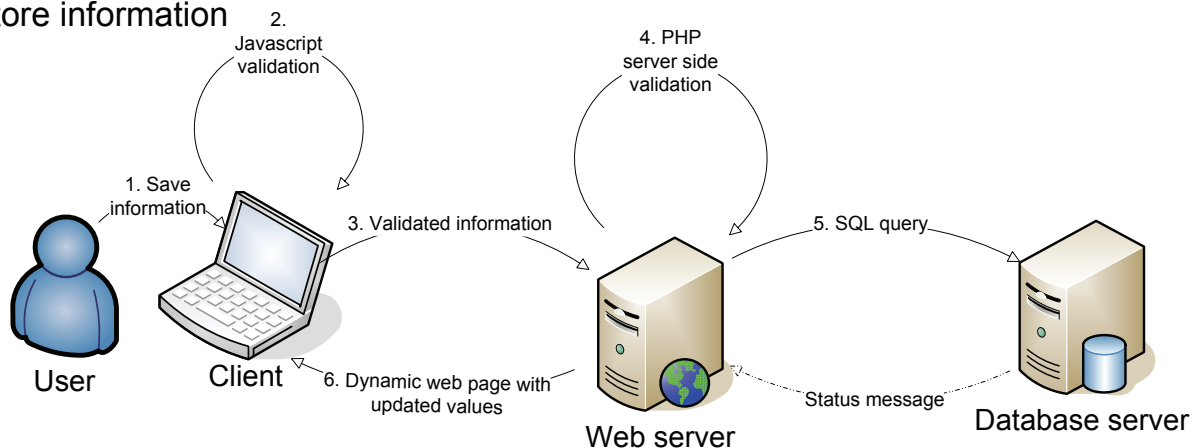 tore information
2.
Javascript
validation
4. PHP
server side
validation
1. Save
information
3. Validated information
5. SQL query
6. Dynamic web page with
updated values
Status message
User
Client
Web server
Database server